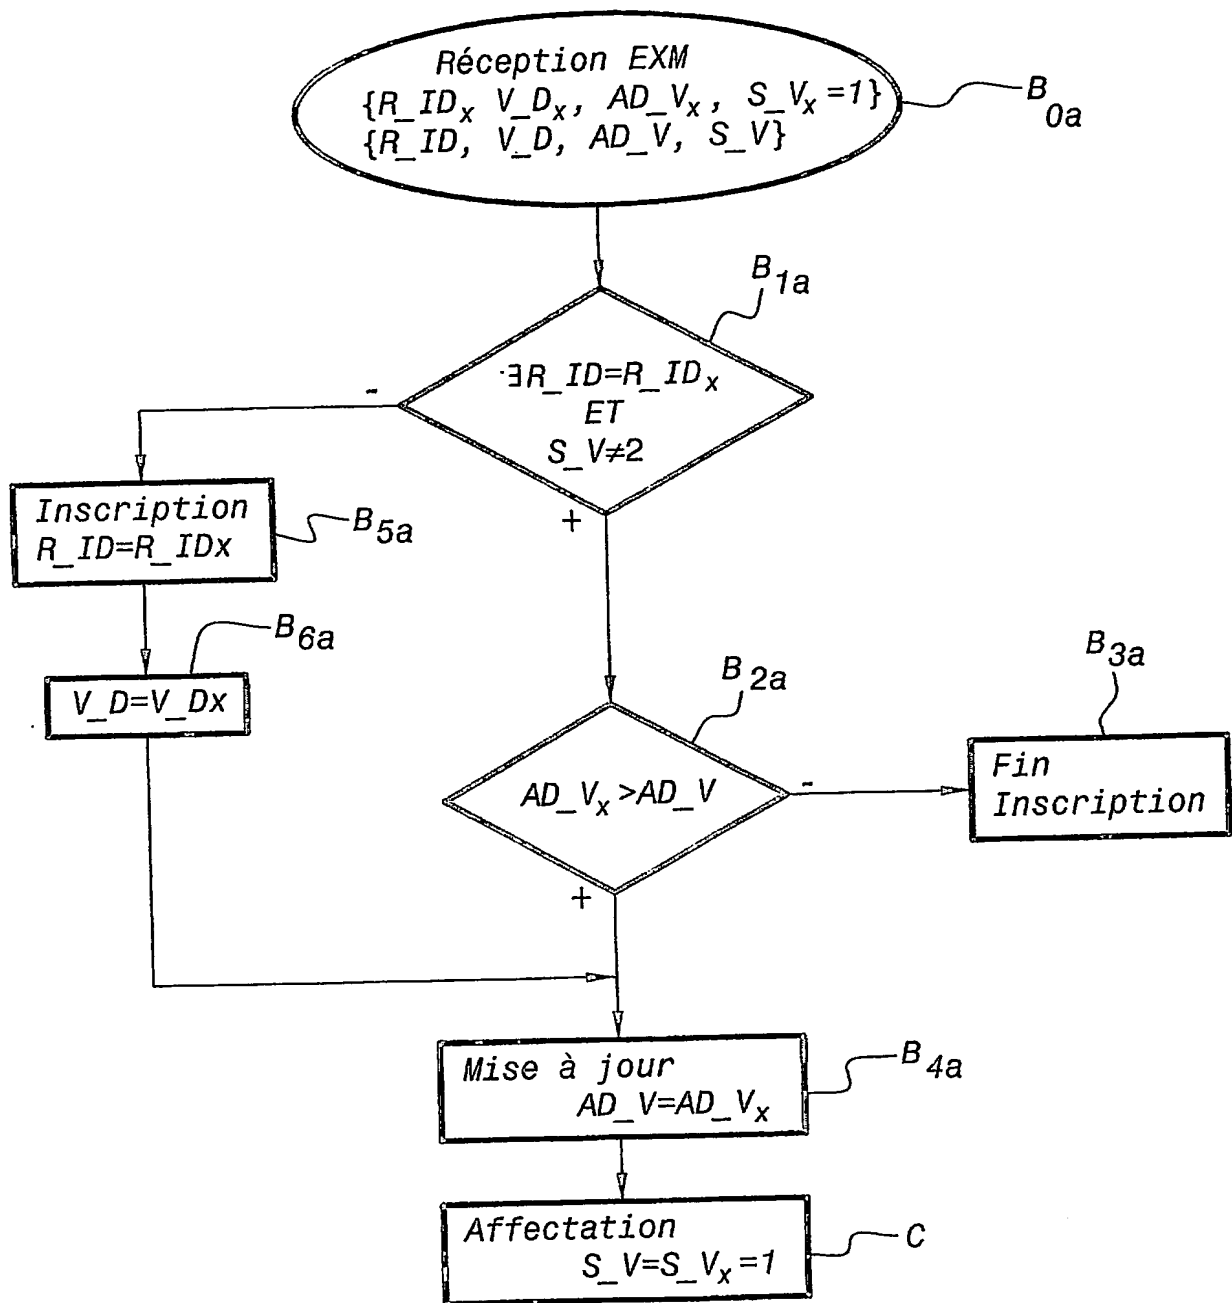 Réception EXM
{R_IDx V_Dx, AD_Vx, S_Vx=1}
{R_ID, V_D, AD_V, S_V}
B0a
B1a
∃R_ID=R_IDx
ET
S_V≠2
-
+
Inscription
R_ID=R_IDx
B5a
B6a
V_D=V_Dx
B2a
B3a
AD_Vx>AD_V
-
+
Fin
Inscription
Mise à jour
AD_V=AD_Vx
B4a
Affectation
S_V=S_Vx=1
C